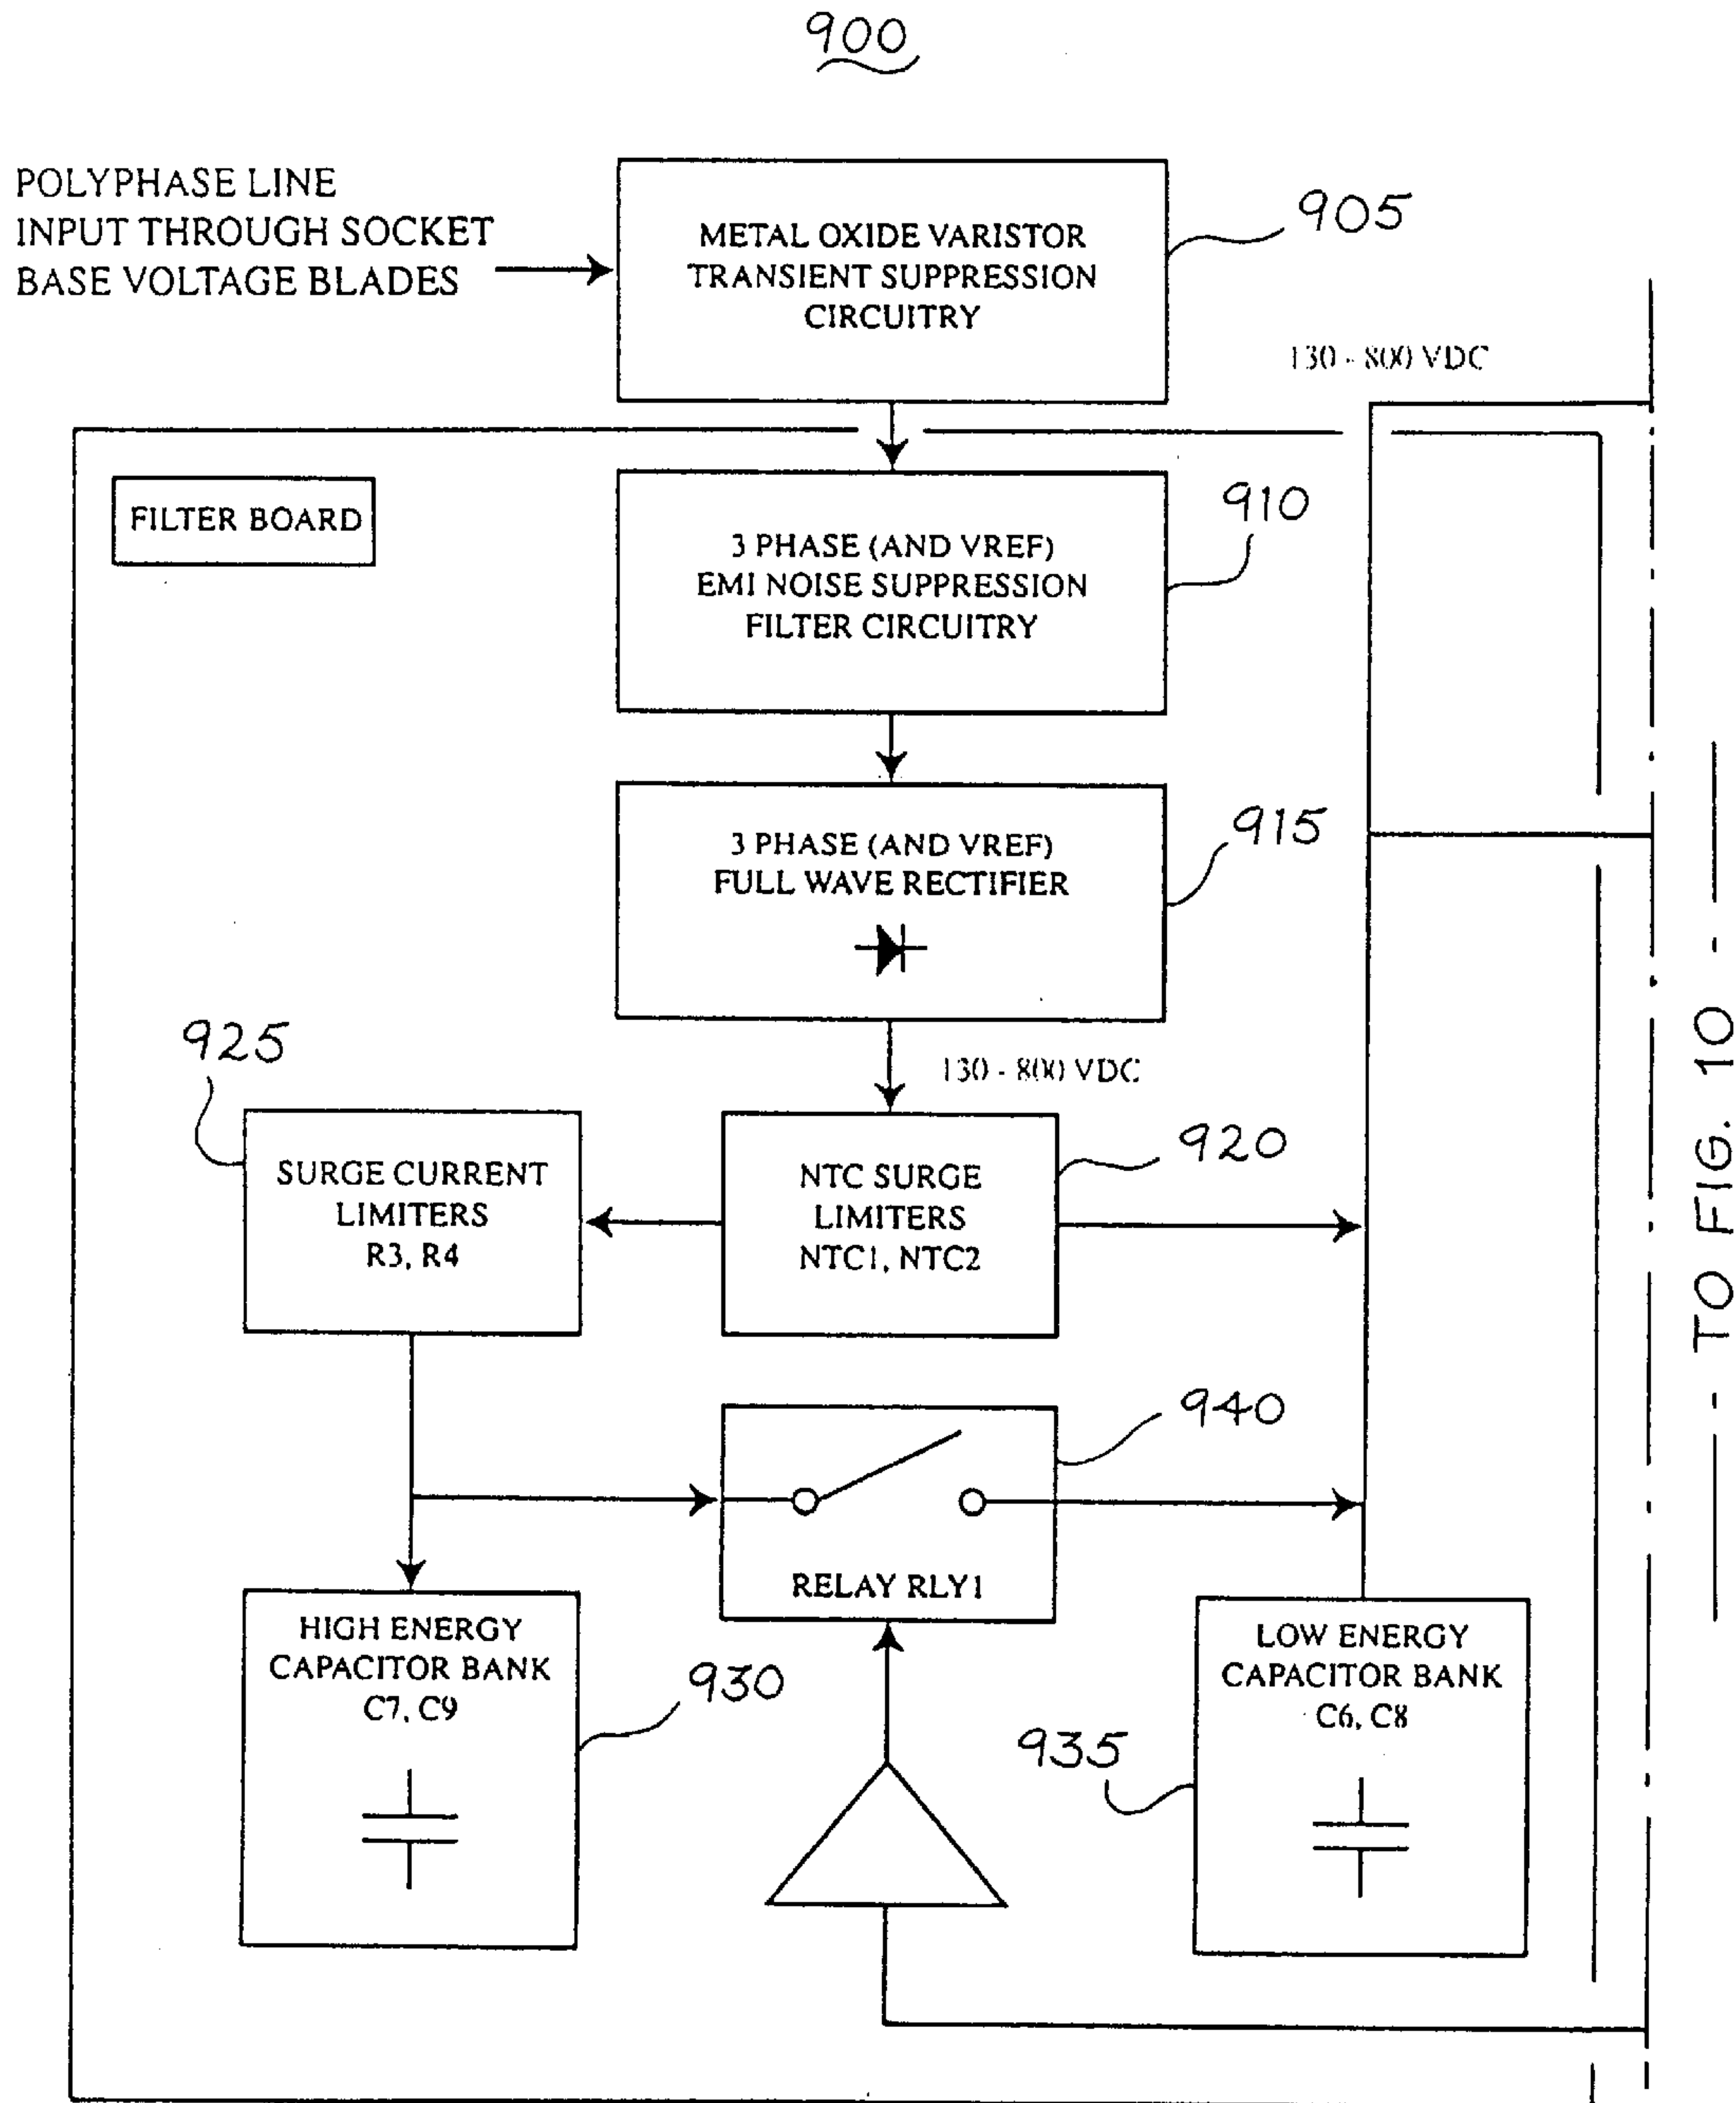 900
POLYPHASE LINE
INPUT THROUGH SOCKET
BASE VOLTAGE BLADES
METAL OXIDE VARISTOR
TRANSIENT SUPPRESSION
CIRCUITRY
905
130 - 800 VDC
FILTER BOARD
3 PHASE (AND VREF)
EMI NOISE SUPPRESSION
FILTER CIRCUITRY
910
3 PHASE (AND VREF)
FULL WAVE RECTIFIER
915
130 - 800 VDC
925
SURGE CURRENT
LIMITERS
R3, R4
NTC SURGE
LIMITERS
NTC1, NTC2
920
940
RELAY RLY1
HIGH ENERGY
CAPACITOR BANK
C7, C9
930
LOW ENERGY
CAPACITOR BANK
C6, C8
935
TO FIG. 10